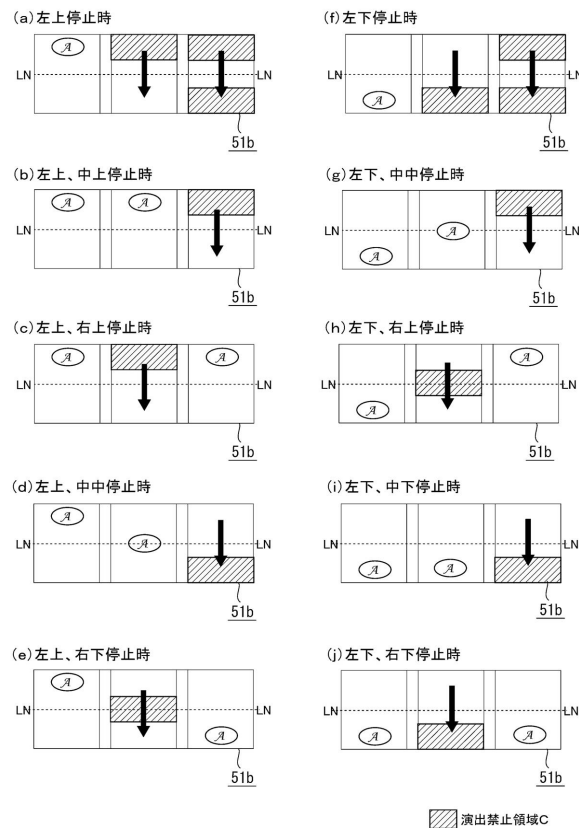 (a)左上停止時
𝒜
LN
LN
51b
(b)左上、中上停止時
𝒜 𝒜
LN
LN
51b
(c)左上、右上停止時
𝒜 𝒜
LN
LN
51b
(d)左上、中中停止時
𝒜
LN 𝒜 LN
51b
(e)左上、右下停止時
𝒜
LN
LN
𝒜
51b
(f)左下停止時
LN
LN
𝒜
51b
(g)左下、中中停止時
LN 𝒜 LN
𝒜
51b
(h)左下、右上停止時
𝒜
LN
LN
𝒜
51b
(i)左下、中下停止時
LN
LN
𝒜 𝒜
51b
(j)左下、右下停止時
LN
LN
𝒜 𝒜
51b
演出禁止領域C